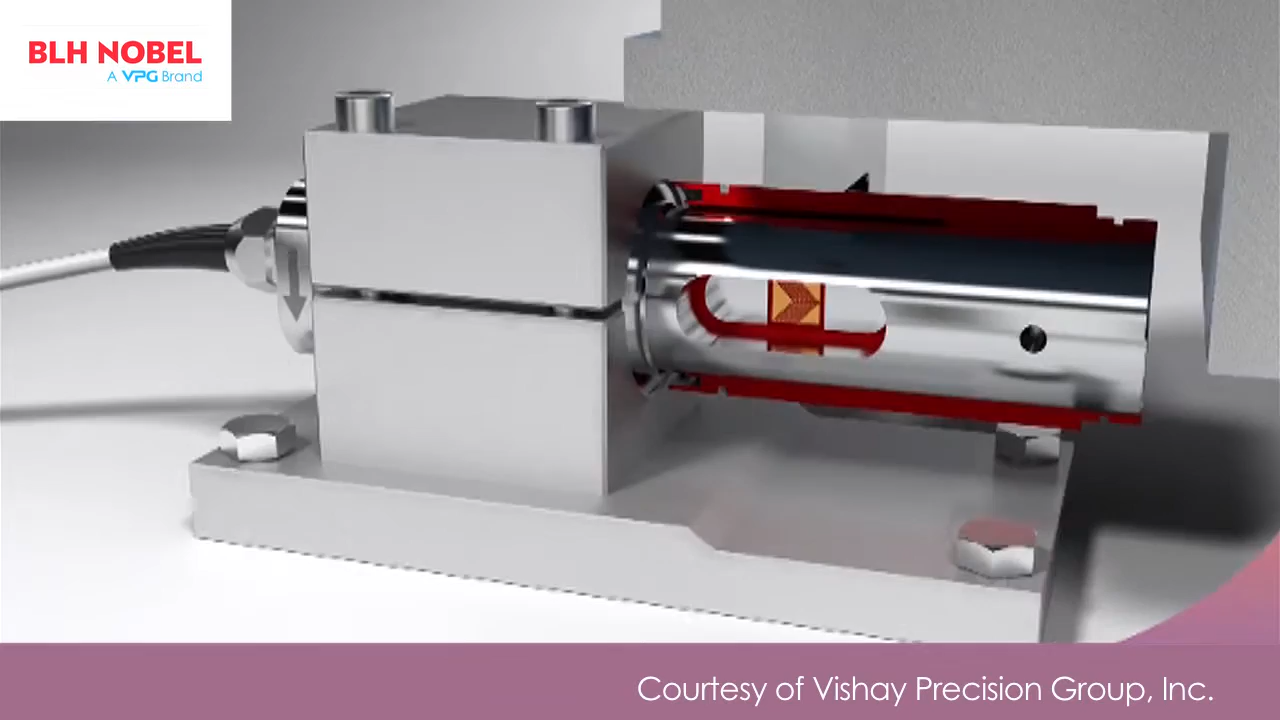 BLH NOBEL
A VPG Brand
Courtesy of Vishay Precision Group, Inc.